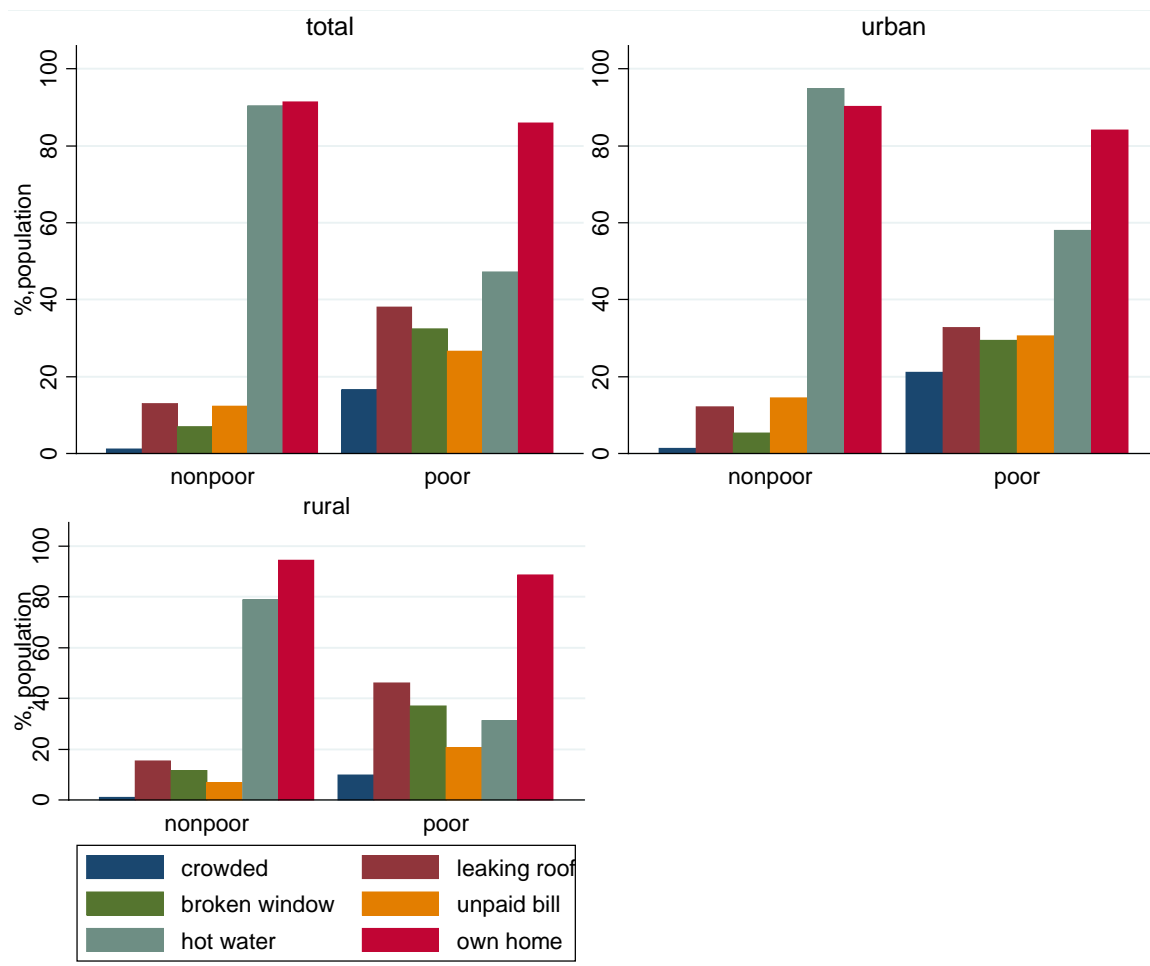 total
%,population
0 20 40 60 80 100
nonpoor poor
urban
0 20 40 60 80 100
nonpoor poor
rural
%, population
0 20 40 60 80 100
nonpoor poor
crowded leaking roof
broken window unpaid bill
hot water own home